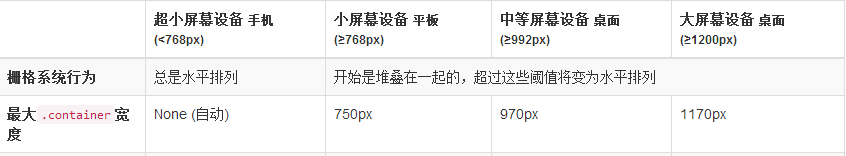 超小屏幕设备 手机 小屏幕设备 平板 中等屏幕设备 桌面 大屏幕设备 桌面
(<768px) (≥768px) (≥992px) (≥1200px)
栅格系统行为 总是水平排列 开始是堆叠在一起的，超过这些阈值将变为水平排列
最大 .container 宽 None (自动) 750px 970px 1170px
度